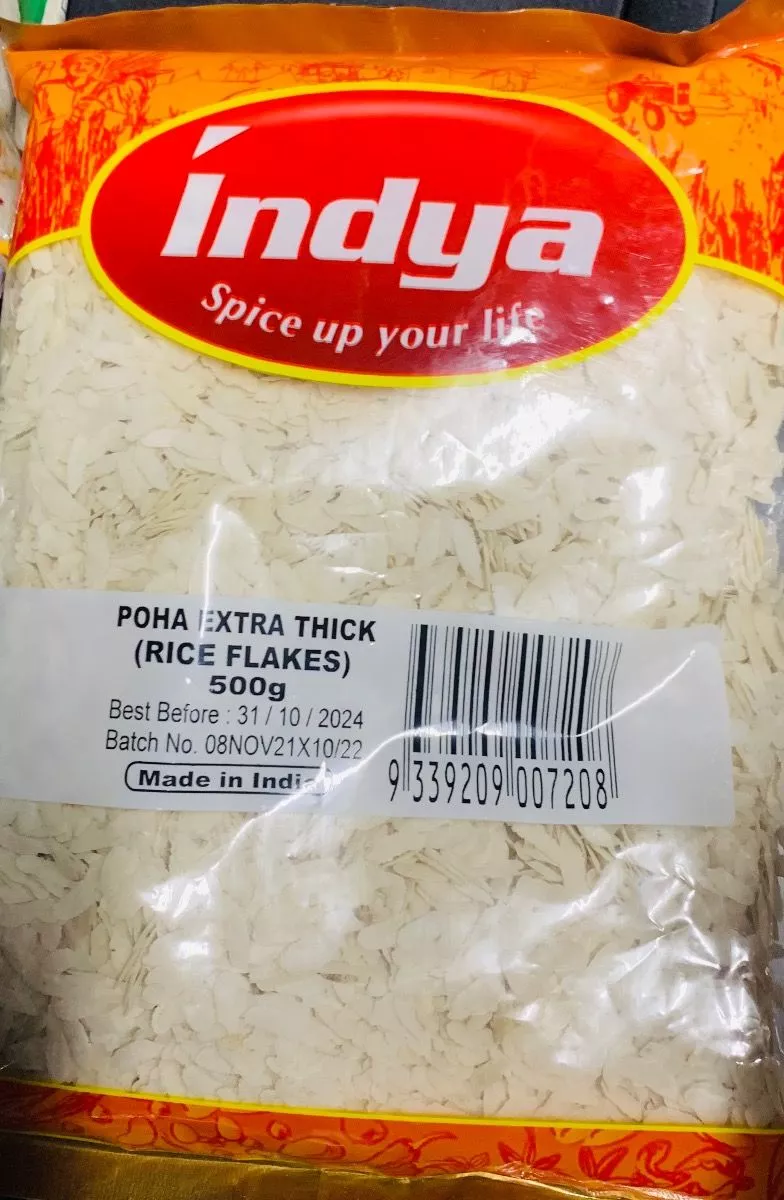 indya
Spice up your life
POHA EXTRA THICK
(RICE FLAKES)
500g
Best Before : 31 / 10 / 2024
Batch No. 08NOV21X10/22
Made in India
9 339209 007208